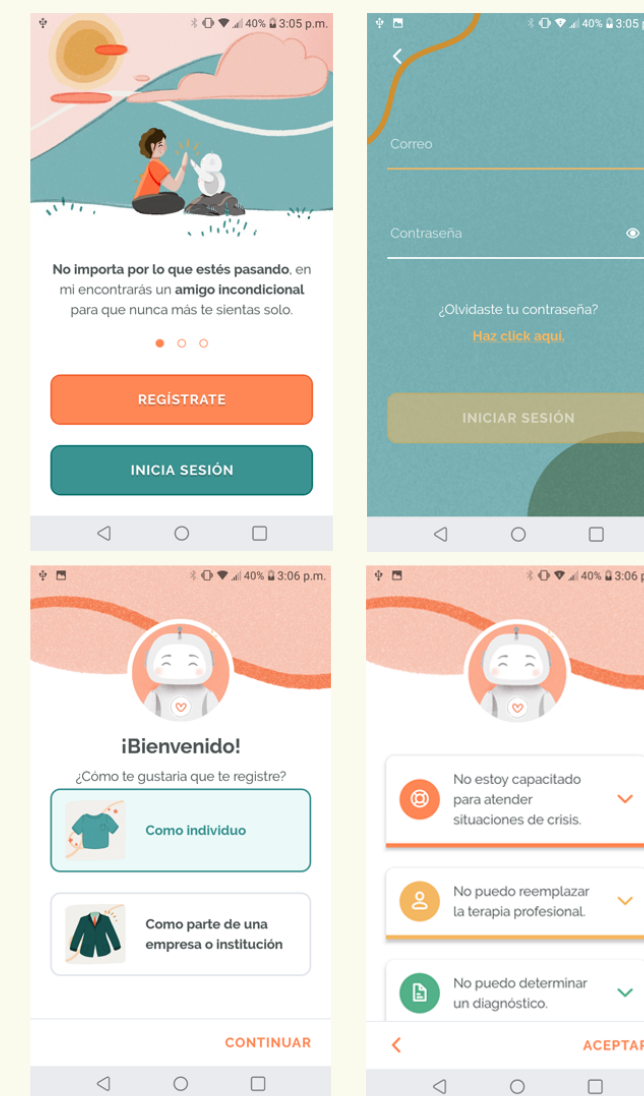 40% 3:05 p.m.
No importa por lo que estés pasando, en
mi encontrarás un amigo incondicional
para que nunca más te sientas solo.
REGÍSTRATE
INICIA SESIÓN
40% 3:05 p
Correo
Contraseña
¿Olvidaste tu contraseña?
Haz click aquí.
INICIAR SESIÓN
40% 3:06 p.m.
¡Bienvenido!
¿Cómo te gustaria que te registre?
Como individuo
Como parte de una
empresa o institución
CONTINUAR
40% 3:06 p
No estoy capacitado
para atender
situaciones de crisis.
No puedo reemplazar
la terapia profesional.
No puedo determinar
un diagnóstico.
ACEPTAR